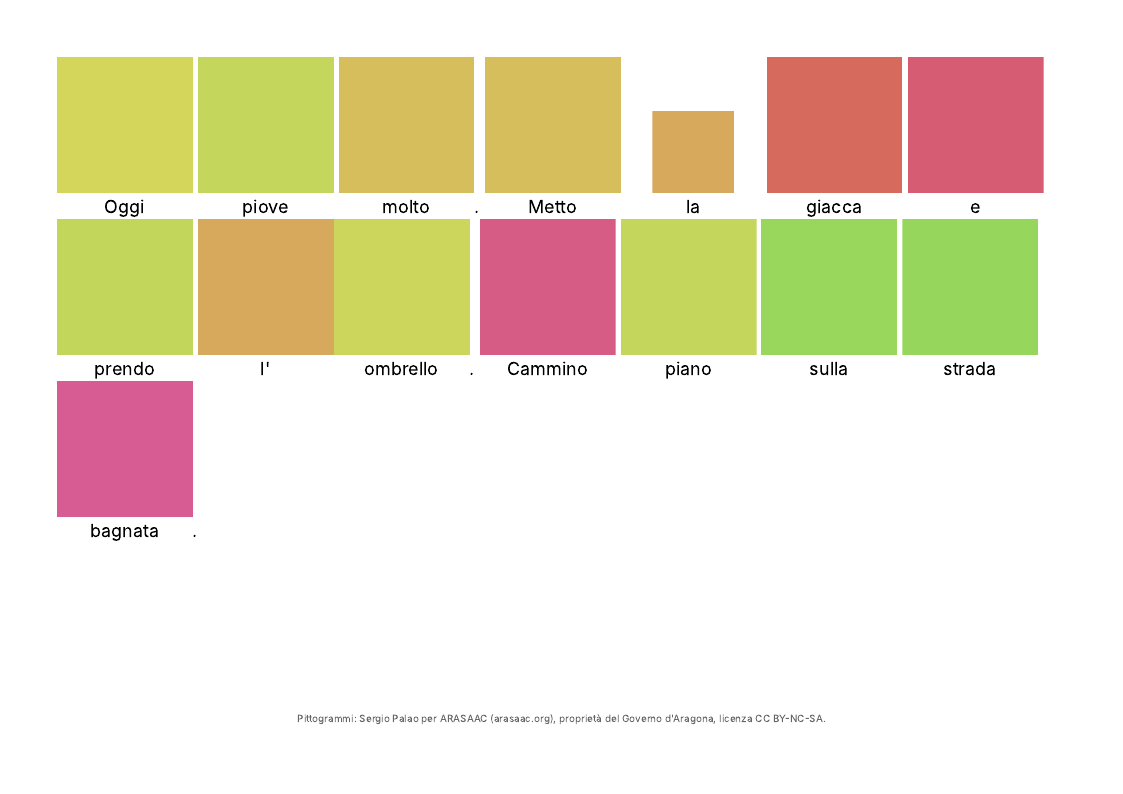 Oggi piove molto . Metto la giacca e
prendo l' ombrello . Cammino piano sulla strada
bagnata .
Pittogrammi: Sergio Palao per ARASAAC (arasaac.org), proprietà del Governo d'Aragona, licenza CC BY-NC-SA.